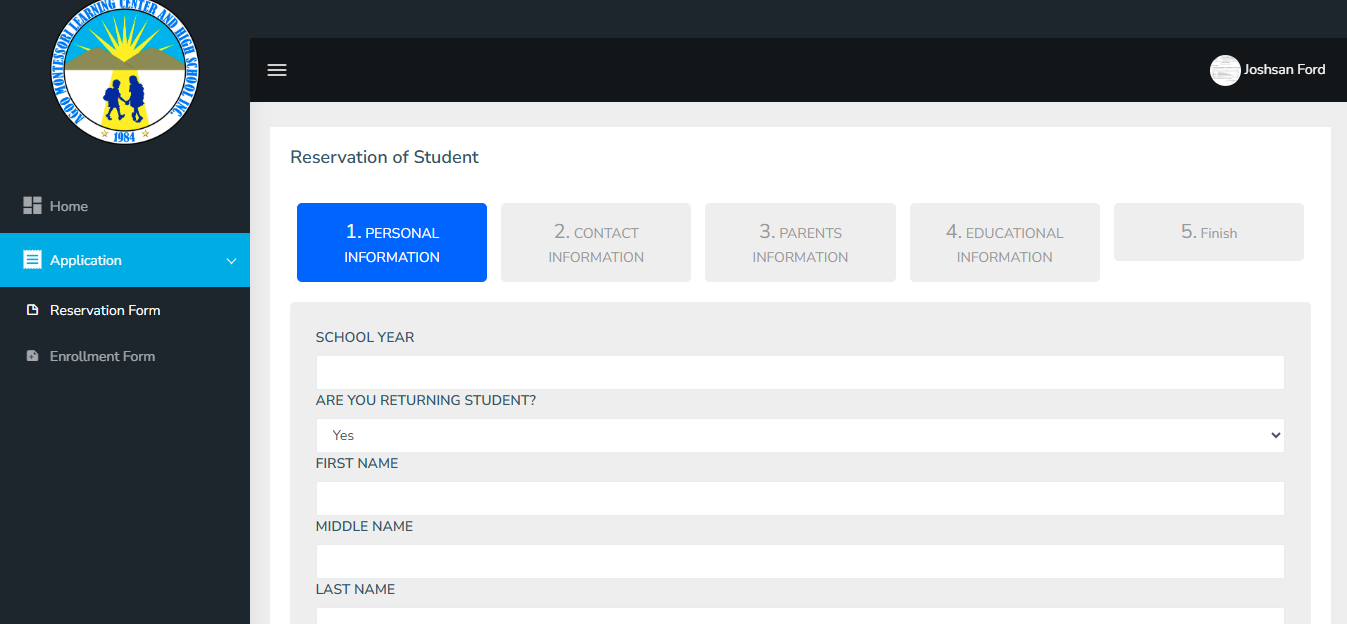 AGOO MONTESSORI LEARNING CENTER AND HIGH SCHOOL, INC.
1984
Joshsan Ford
Home
Application
Reservation Form
Enrollment Form
Reservation of Student
1. PERSONAL
INFORMATION
2. CONTACT
INFORMATION
3. PARENTS
INFORMATION
4. EDUCATIONAL
INFORMATION
5. Finish
SCHOOL YEAR
ARE YOU RETURNING STUDENT?
Yes
FIRST NAME
MIDDLE NAME
LAST NAME